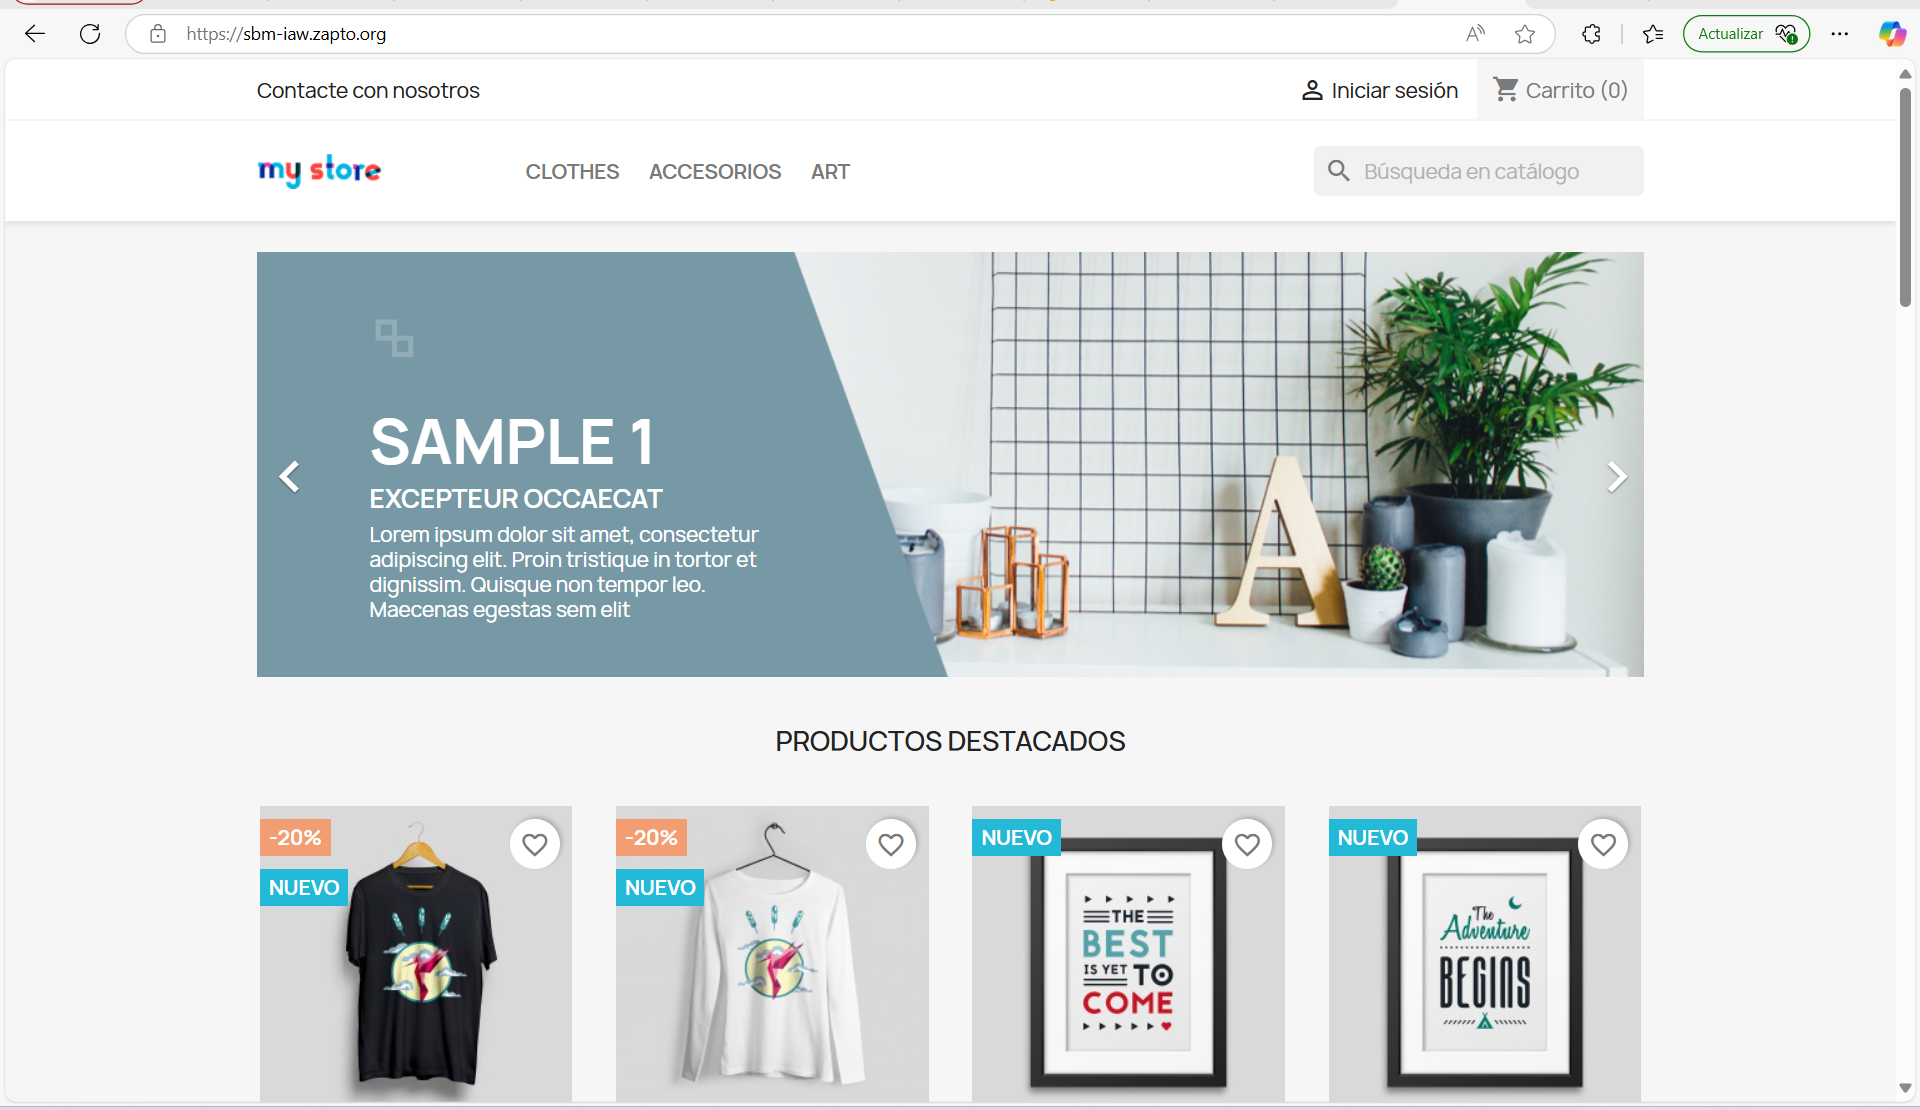 https://sbm-iaw.zapto.org
Actualizar
Contacte con nosotros
Iniciar sesión
Carrito (0)
my store
CLOTHES
ACCESORIOS
ART
Búsqueda en catálogo
SAMPLE 1
EXCEPTEUR OCCAECAT
Lorem ipsum dolor sit amet, consectetur
adipiscing elit. Proin tristique in tortor et
dignissim. Quisque non tempor leo.
Maecenas egestas sem elit
A
PRODUCTOS DESTACADOS
-20%
NUEVO
-20%
NUEVO
NUEVO
THE
BEST
IS YET TO
COME
NUEVO
The
Adventure
BEGINS